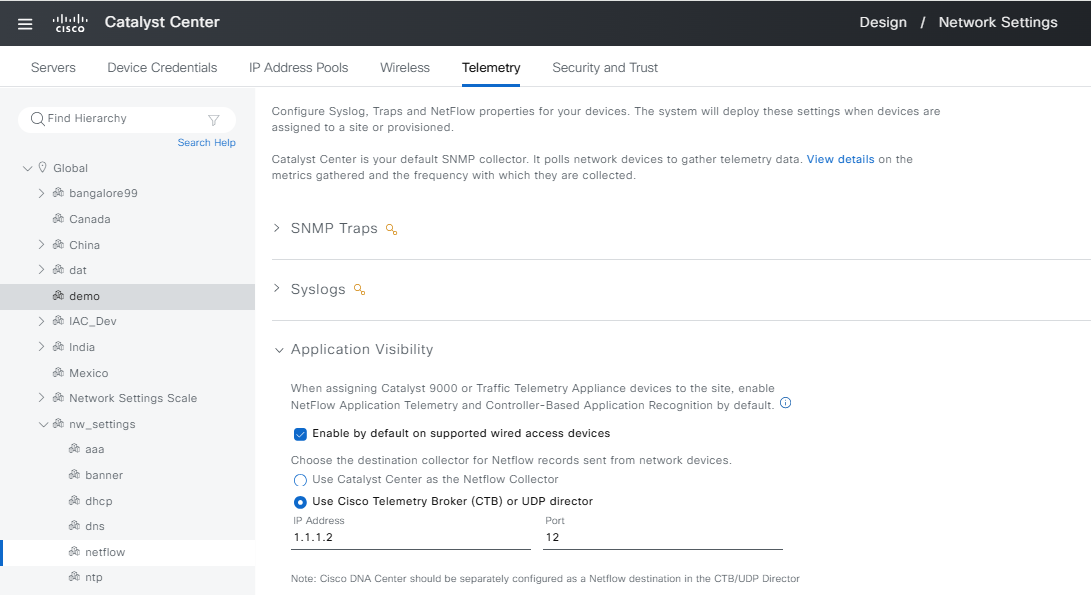 CISCO
Catalyst Center
Design / Network Settings
Servers
Device Credentials
IP Address Pools
Wireless
Telemetry
Security and Trust
Find Hierarchy
Search Help
Global
bangalore99
Canada
China
dat
demo
IAC_Dev
India
Mexico
Network Settings Scale
nw_settings
aaa
banner
dhcp
dns
netflow
ntp
Configure Syslog, Traps and NetFlow properties for your devices. The system will deploy these settings when devices are
assigned to a site or provisioned.
Catalyst Center is your default SNMP collector. It polls network devices to gather telemetry data. View details on the
metrics gathered and the frequency with which they are collected.
SNMP Traps
Syslogs
Application Visibility
When assigning Catalyst 9000 or Traffic Telemetry Appliance devices to the site, enable
NetFlow Application Telemetry and Controller-Based Application Recognition by default.
Enable by default on supported wired access devices
Choose the destination collector for Netflow records sent from network devices.
Use Catalyst Center as the Netflow Collector
Use Cisco Telemetry Broker (CTB) or UDP director
IP Address
1.1.1.2
Port
12
Note: Cisco DNA Center should be separately configured as a Netflow destination in the CTB/UDP Director